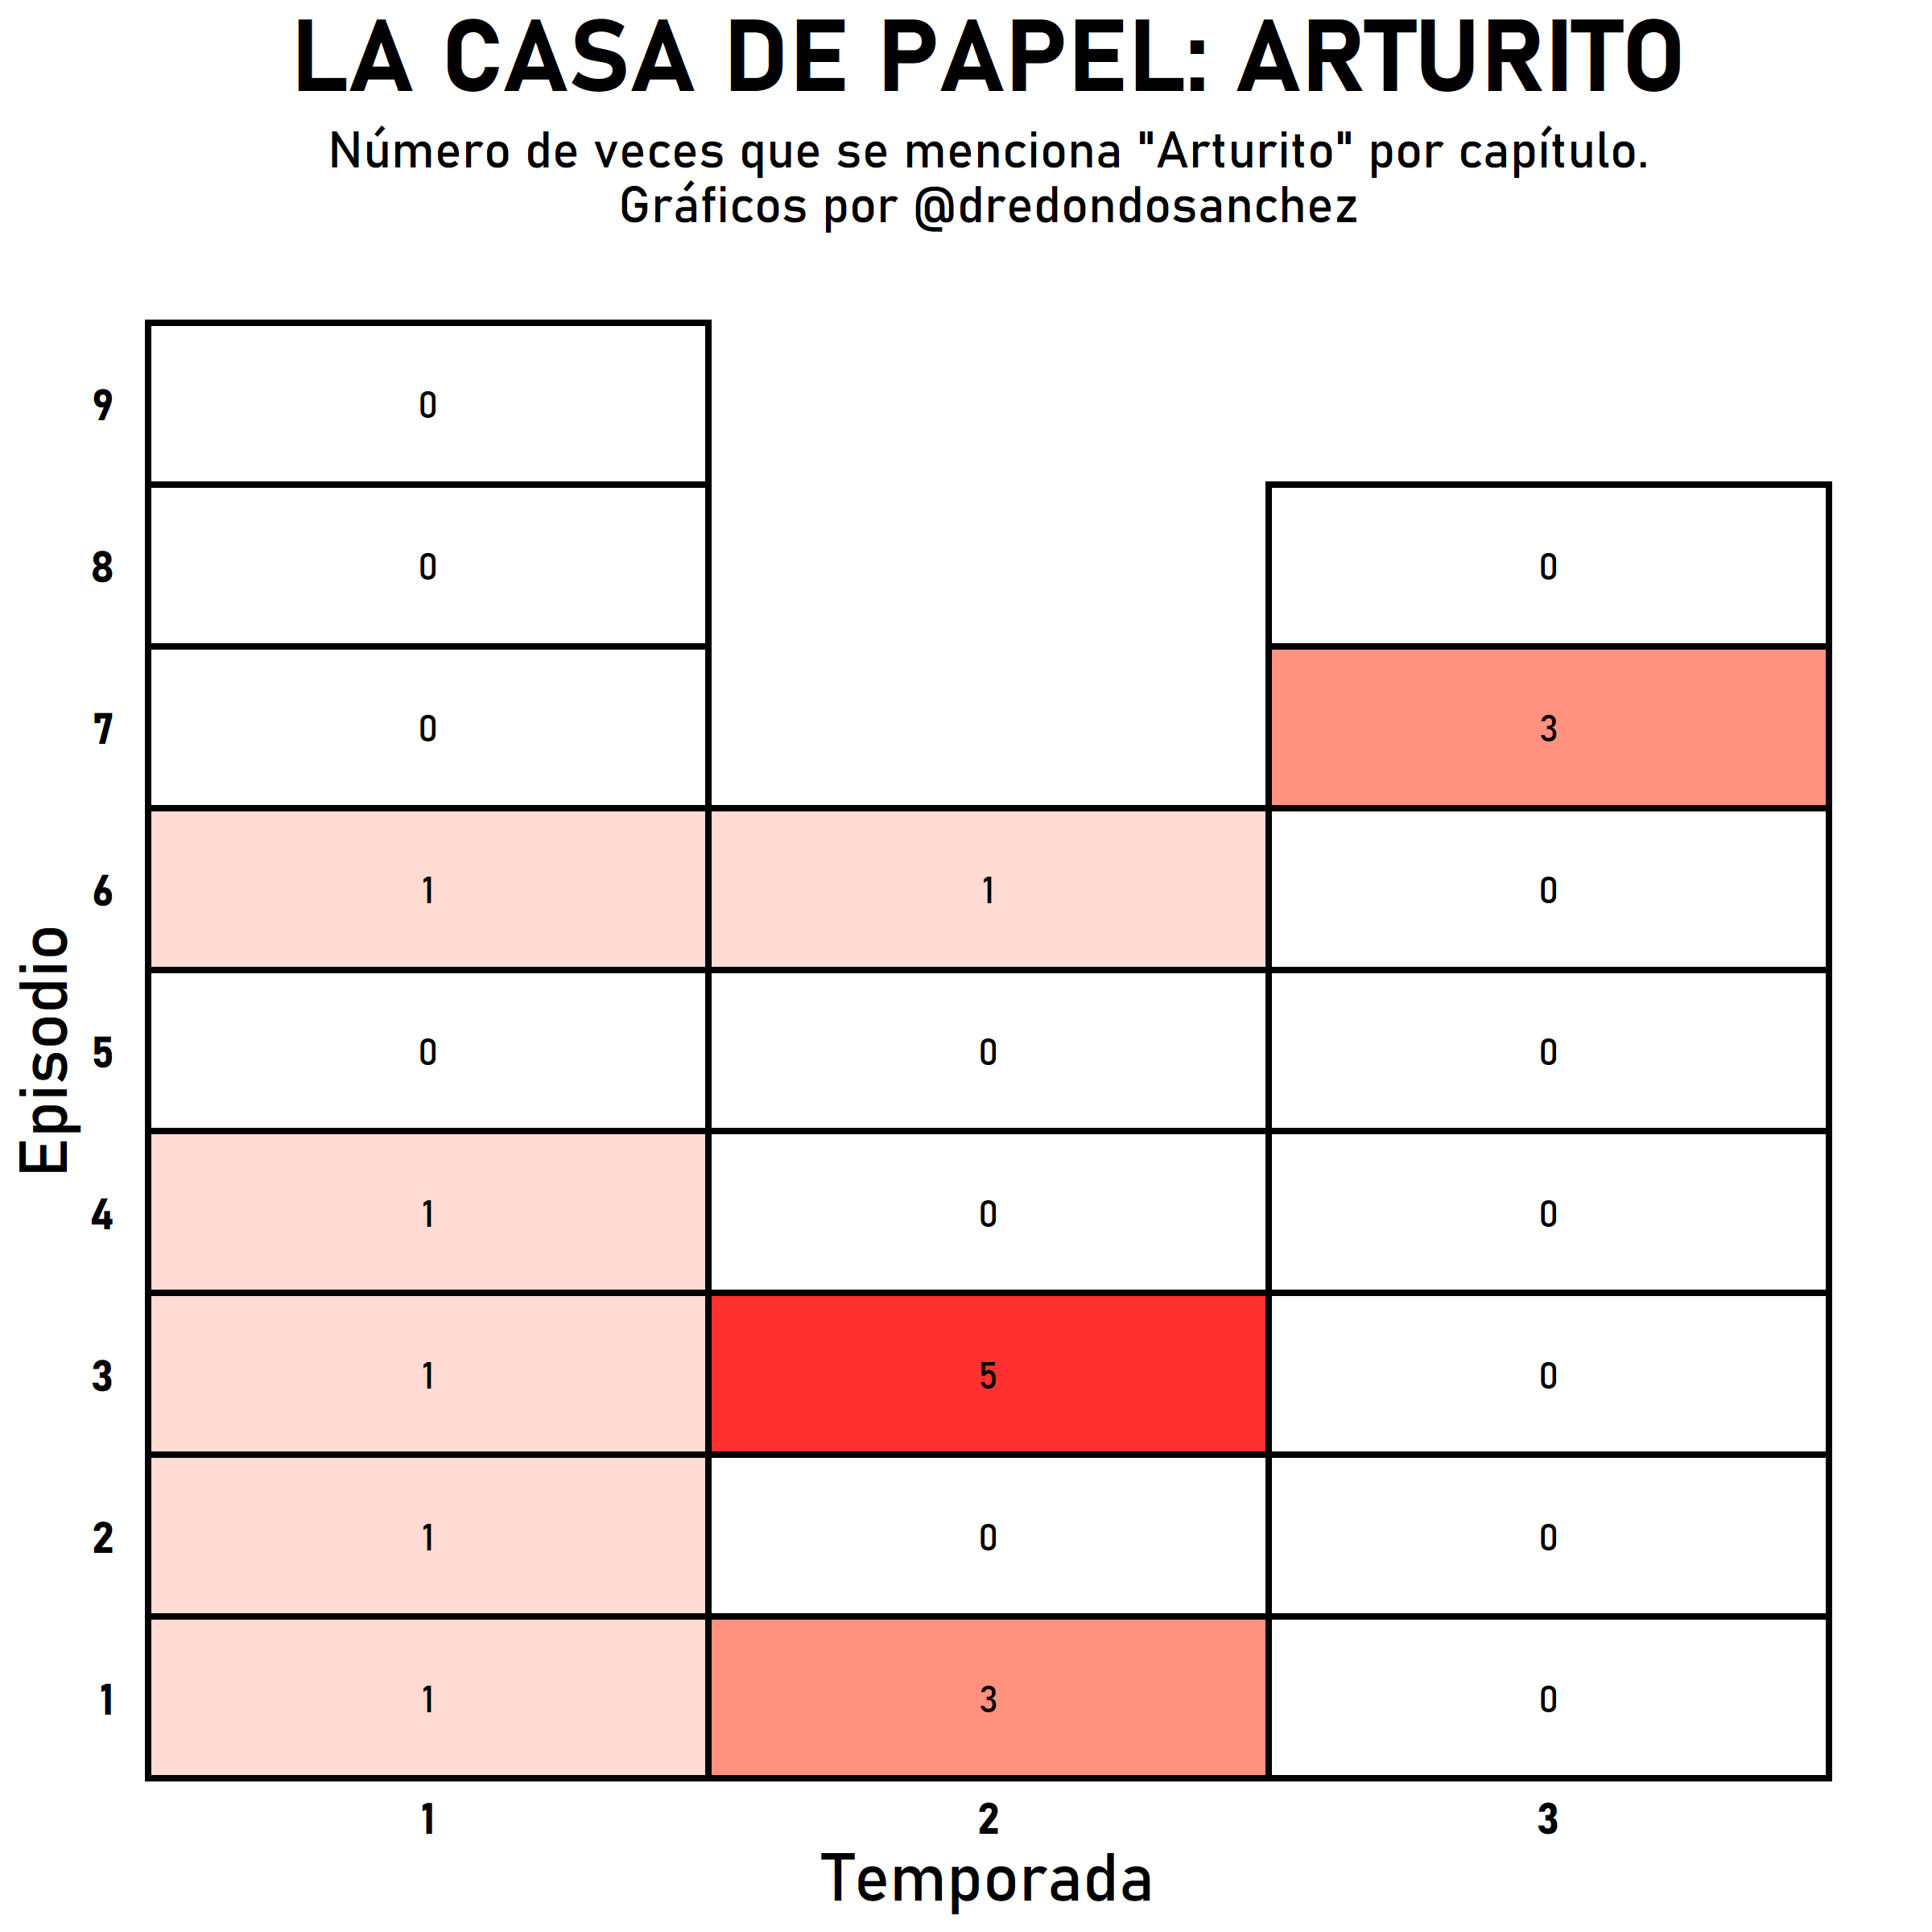 LA CASA DE PAPEL: ARTURITO
Número de veces que se menciona "Arturito" por capítulo.
Gráficos por @dredondosanchez
9 0
8 0 0
7 0 3
6 1 1 0
Episodio
5 0 0 0
4 1 0 0
3 1 5 0
2 1 0 0
1 1 3 0
1 2 3
Temporada